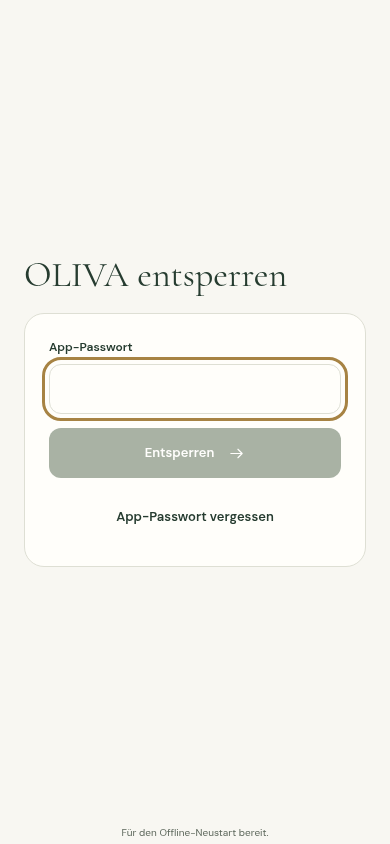 OLIVA entsperren
App-Passwort
Entsperren →
App-Passwort vergessen
Für den Offline-Neustart bereit.